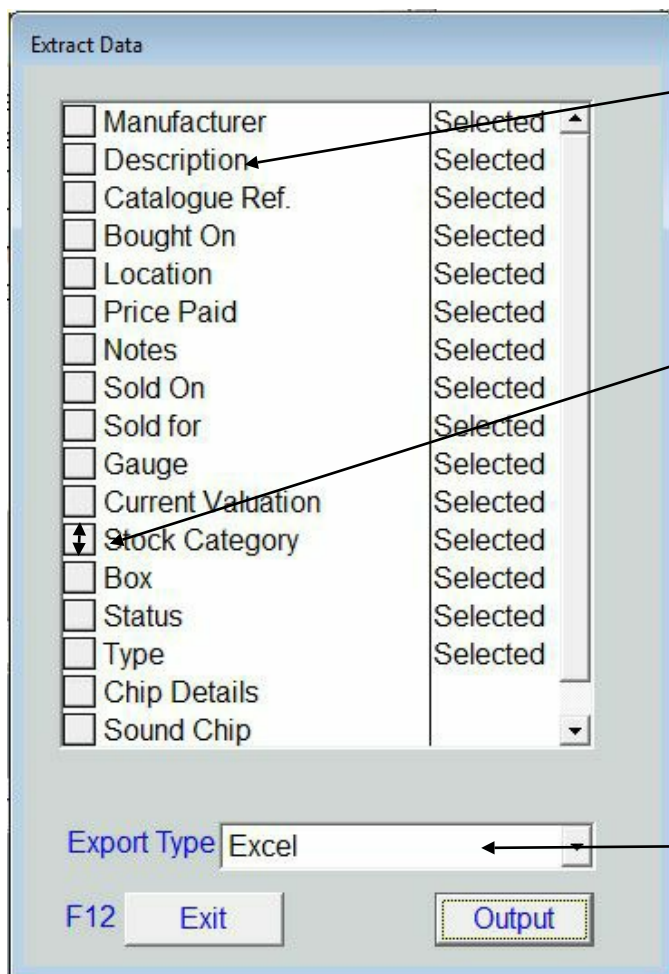 Extract Data
Manufacturer Selected
Description Selected
Catalogue Ref. Selected
Bought On Selected
Location Selected
Price Paid Selected
Notes Selected
Sold On Selected
Sold for Selected
Gauge Selected
Current Valuation Selected
Stock Category Selected
Box Selected
Status Selected
Type Selected
Chip Details
Sound Chip
Export Type Excel
F12 Exit Output